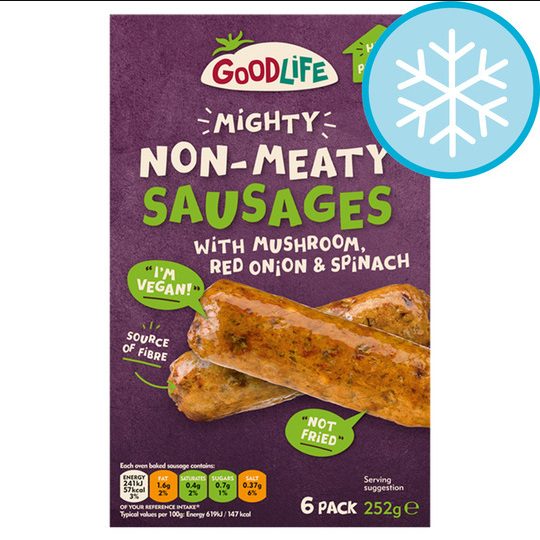 GOODLiFE
MiGHTY
NON-MEATY
SAUSAGES
WiTH MUSHROOM,
RED ONiON & SPiNACH
"I'M
VEGAN!"
SOURCE
OF FiBRE
"NOT
FRiED"
Each oven baked sausage contains:
ENERGY 241kJ 57kcal 3%
FAT 1.6g 2%
SATURATES 0.4g 2%
SUGARS 0.7g 1%
SALT 0.37g 6%
OF YOUR REFERENCE INTAKE*
Typical values per 100g: Energy 619kJ / 147 kcal
Serving
suggestion
6 PACK 252g℮